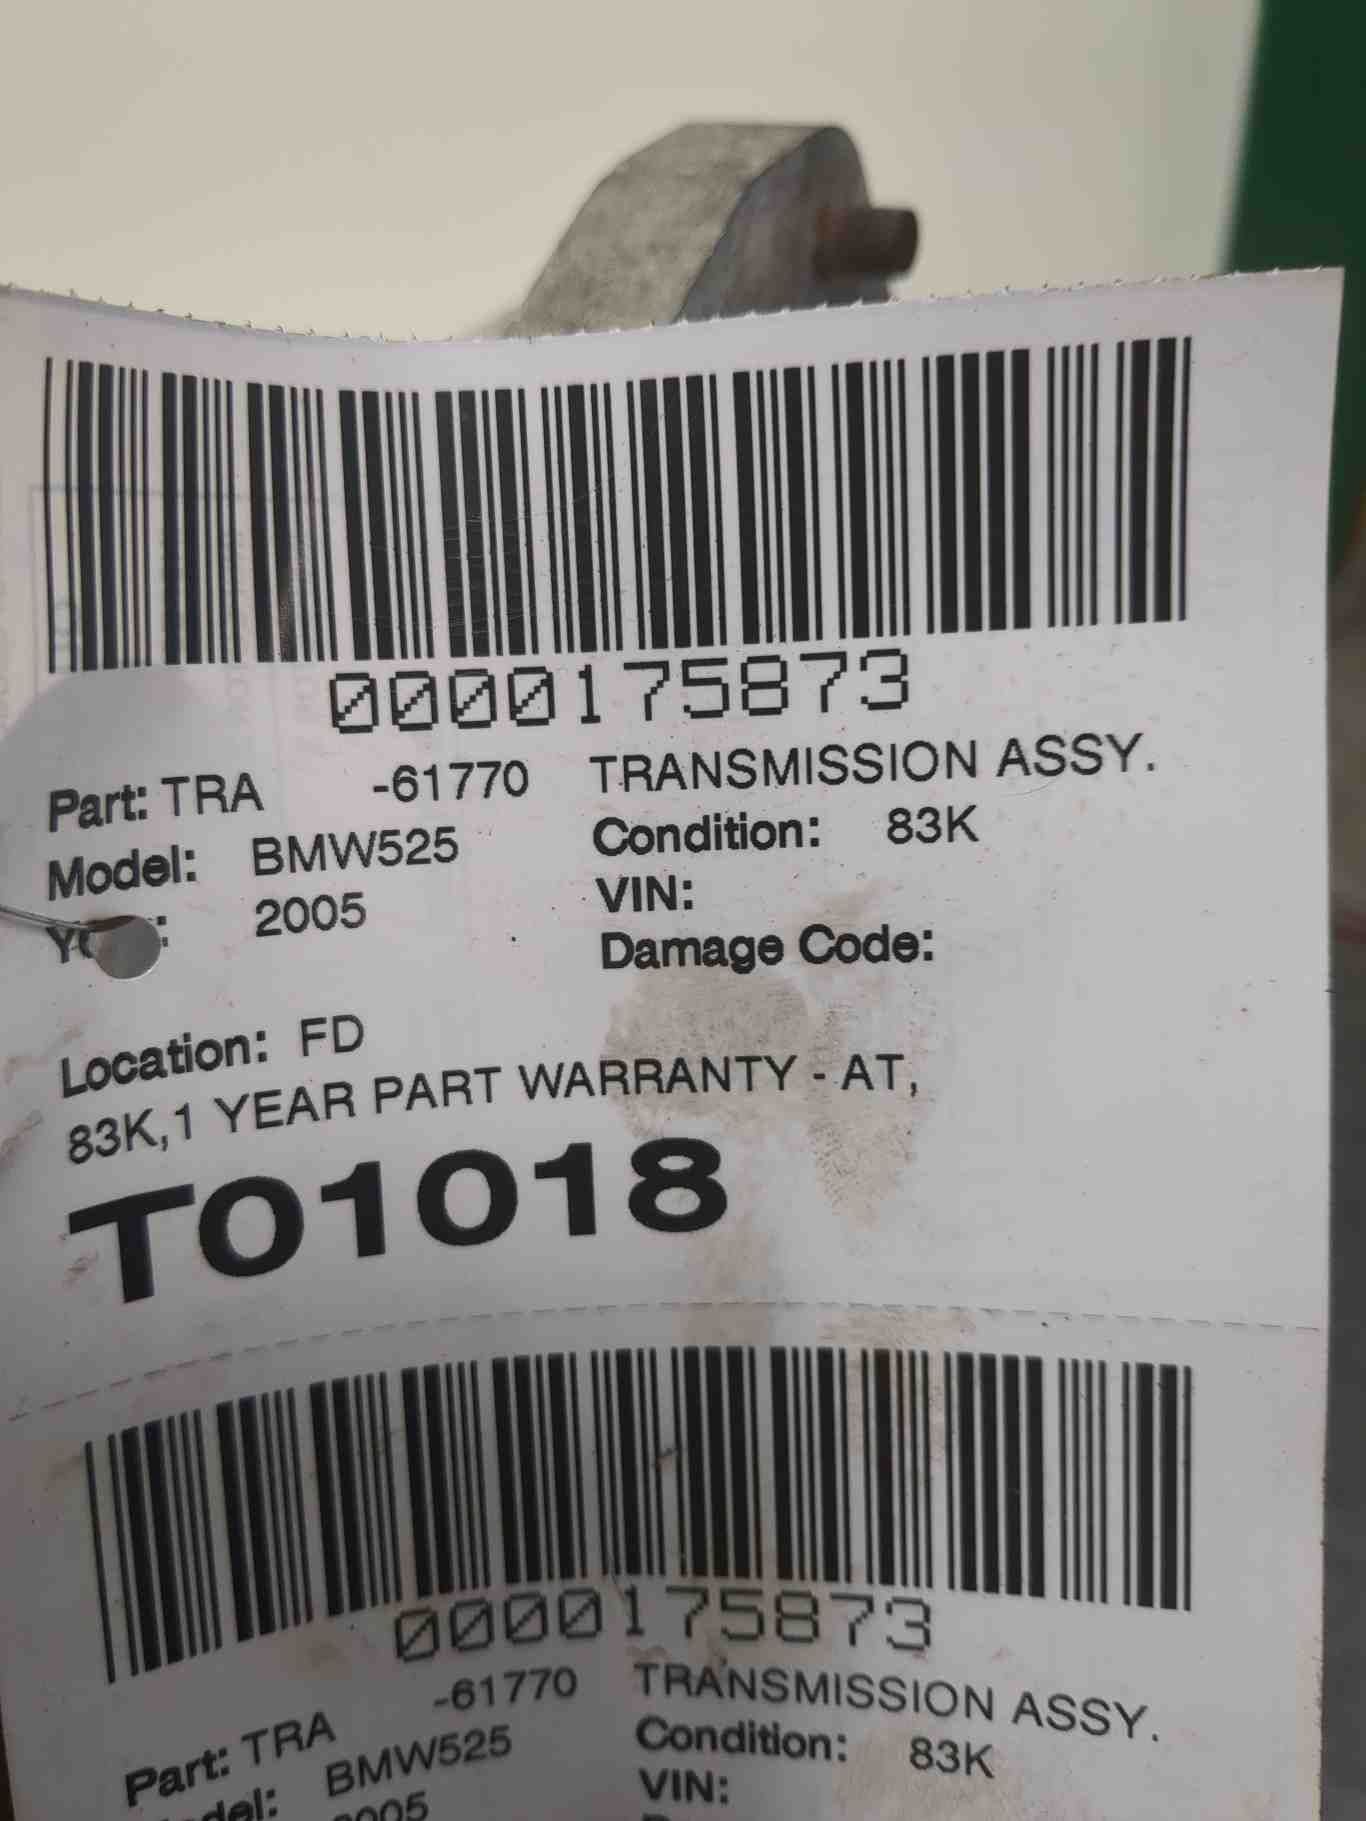 0000175873
Part: TRA -61770 TRANSMISSION ASSY.
Model: BMW525 Condition: 83K
2005 VIN:
Damage Code:
Location: FD
83K,1 YEAR PART WARRANTY - AT,
T01018
0000175873
Part: TRA -61770 TRANSMISSION ASSY.
BMW525 Condition: 83K
VIN: